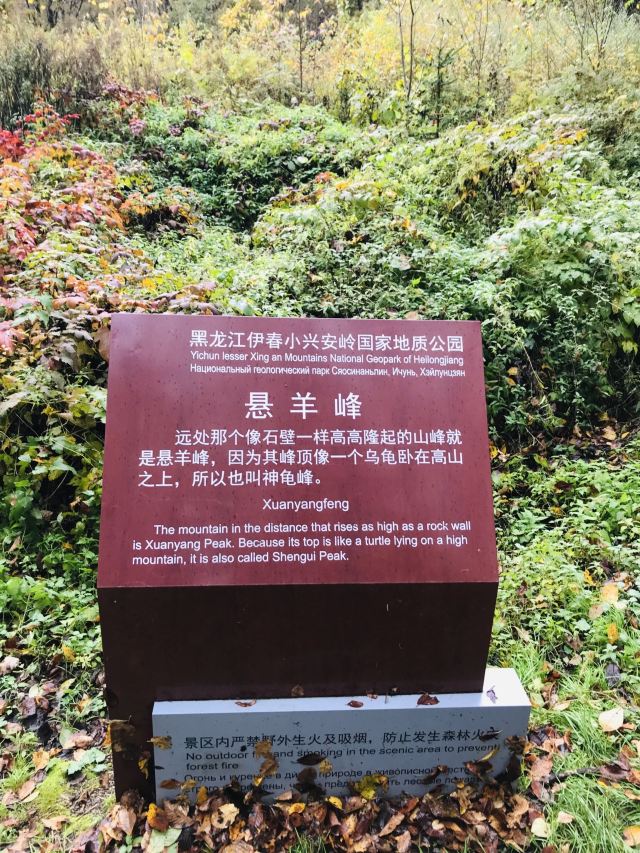 黑龙江伊春小兴安岭国家地质公园
Yichun lesser Xing an Mountains National Geopark of Heilongjiang
Национальный геологический парк Сяосинаньлин, Ичунь, Хэйлунцзян
悬羊峰
远处那个像石壁一样高高隆起的山峰就
是悬羊峰，因为其峰顶像一个乌龟卧在高山
之上，所以也叫神龟峰。
Xuanyangfeng
The mountain in the distance that rises as high as a rock wall
is Xuanyang Peak. Because its top is like a turtle lying on a high
mountain, it is also called Shengui Peak.
景区内严禁野外生火及吸烟，防止发生森林火
No outdoor and smoking in the scenic area to prevent
forest fire
Огонь и курение в природе в живописной